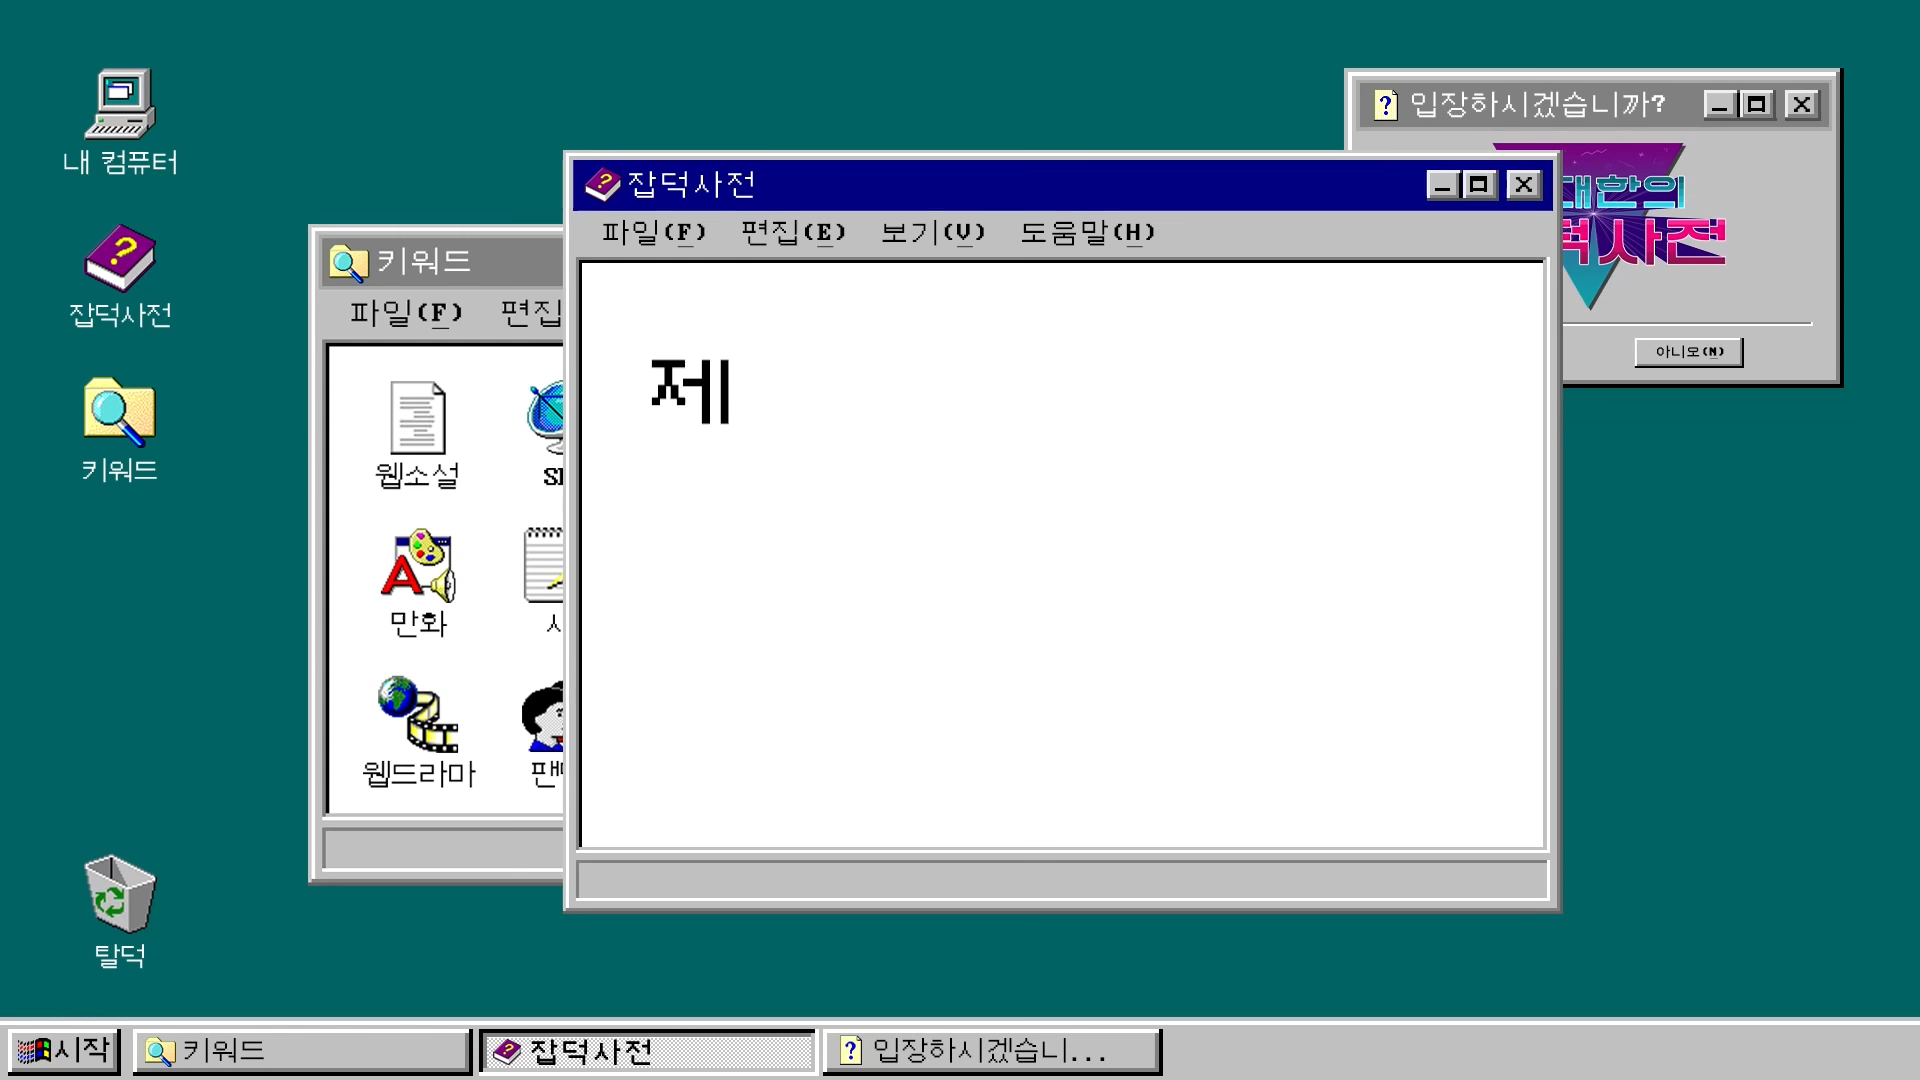 내 컴퓨터
잡덕사전
키워드
탈덕
키워드
파일(F) 편집
웹소설
만화
웹드라마
잡덕사전
파일(F) 편집(E) 보기(V) 도움말(H)
제
입장하시겠습니까?
대한의
덕사전
아니오(N)
시작
키워드
잡덕사전
입장하시겠습니...